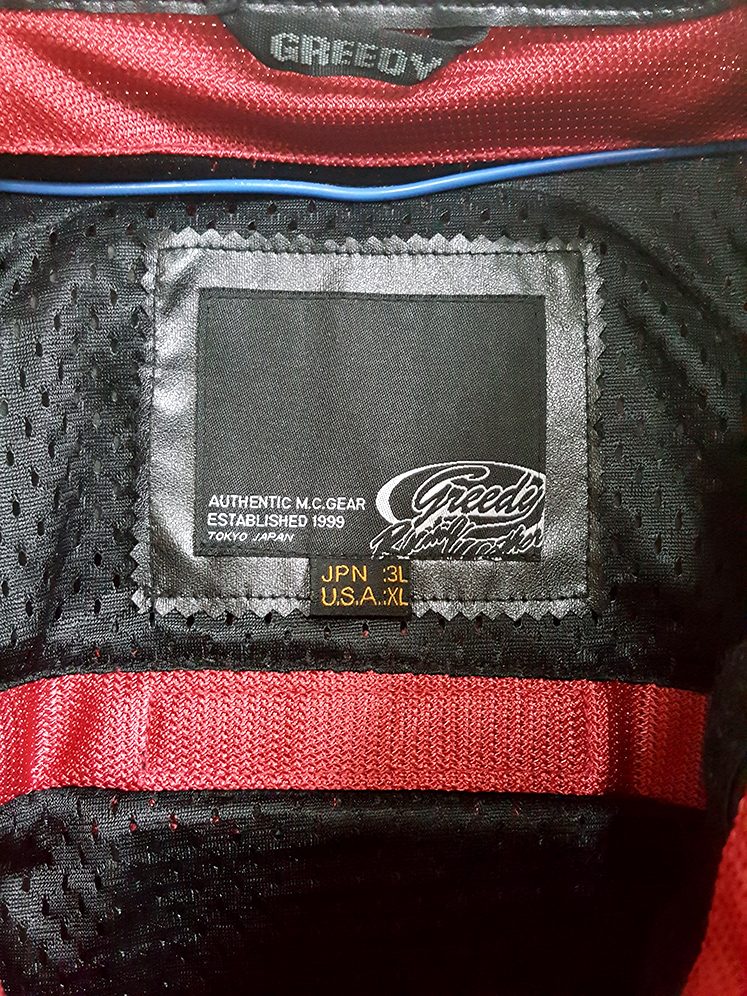 GREEDY
AUTHENTIC M.C.GEAR
ESTABLISHED 1999
TOKYO JAPAN
Greedy
JPN :3L
U.S.A.:XL